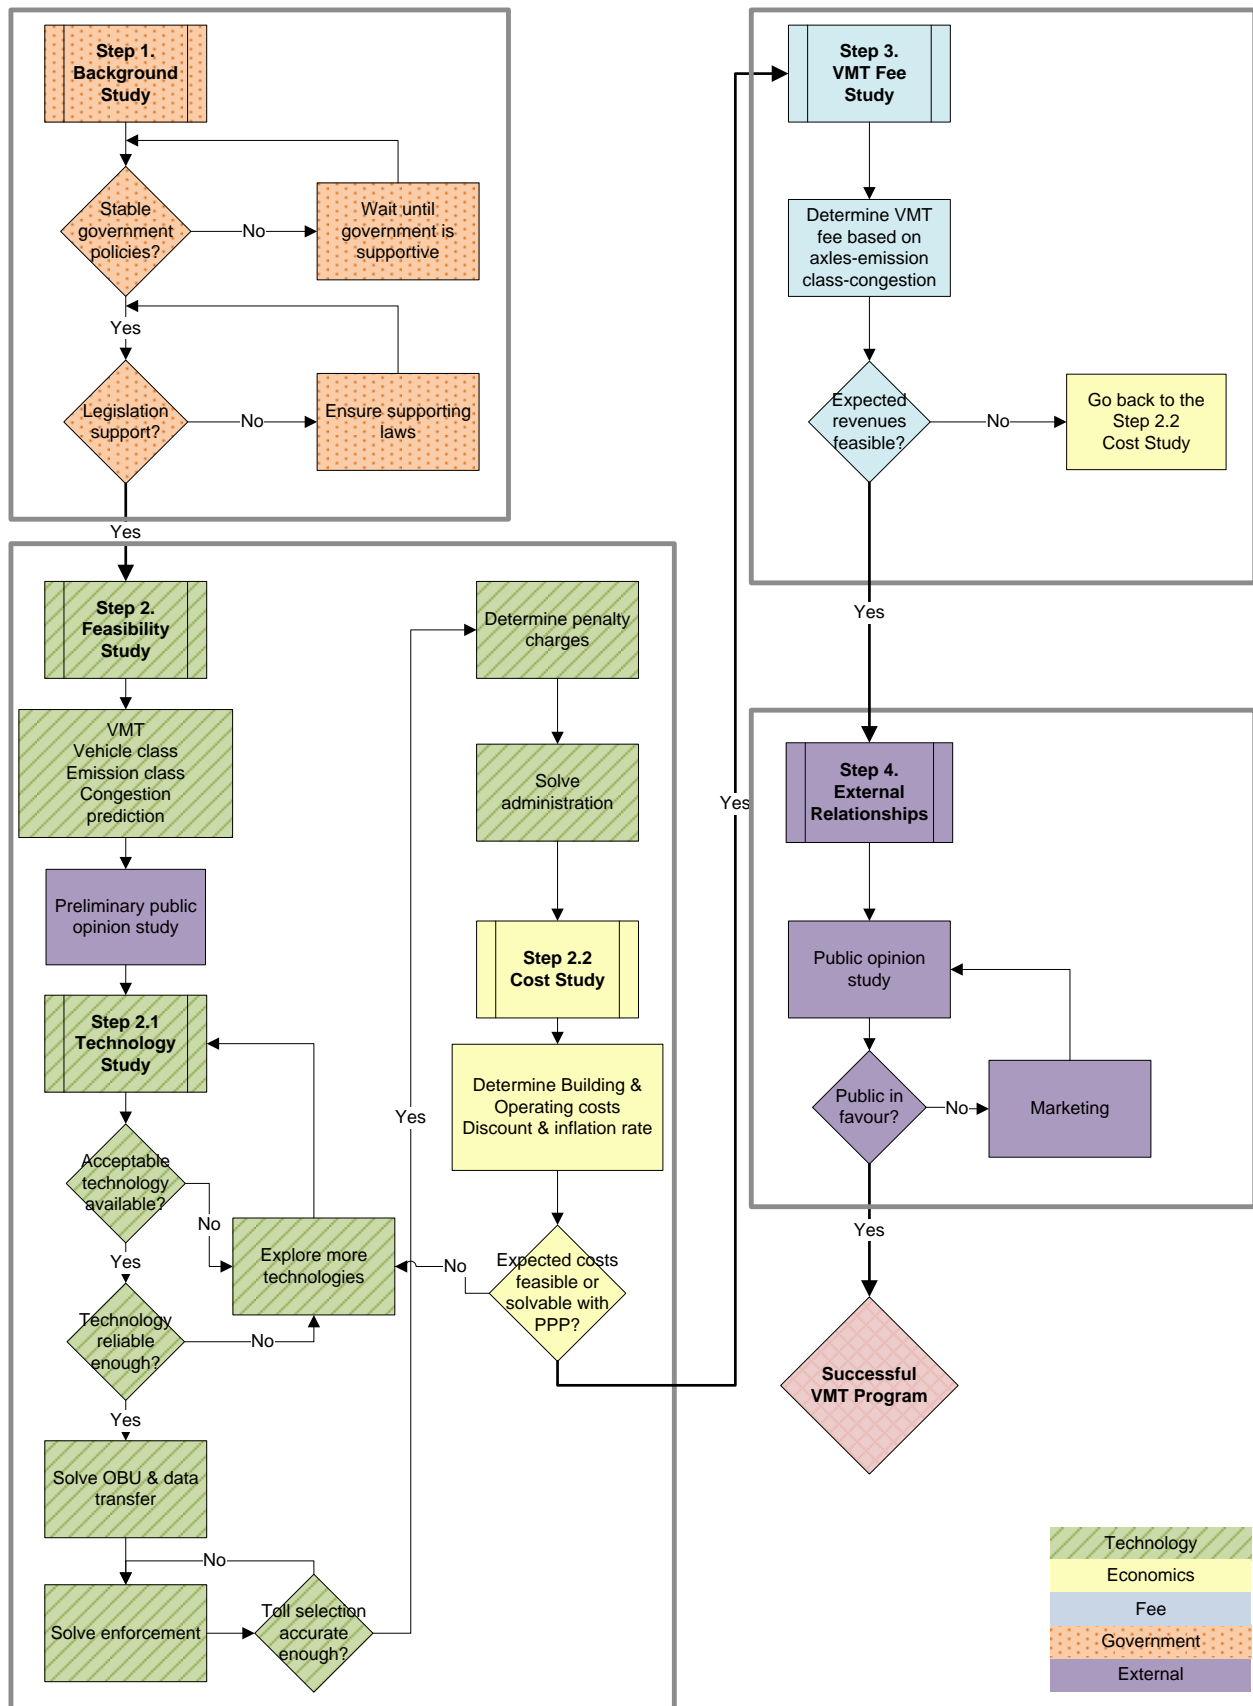 Step 1.
Background
Study
Stable
government
policies?
No
Wait until
government is
supportive
Yes
Legislation
support?
No
Ensure supporting
laws
Yes
Step 2.
Feasibility
Study
VMT
Vehicle class
Emission class
Congestion
prediction
Preliminary public
opinion study
Step 2.1
Technology
Study
Acceptable
technology
available?
No
Yes
Explore more
technologies
Technology
reliable
enough?
No
Yes
Solve OBU & data
transfer
No
Solve enforcement
Toll selection
accurate
enough?
Yes
Determine penalty
charges
Solve
administration
Step 2.2
Cost Study
Determine Building &
Operating costs
Discount & inflation rate
Expected costs
feasible or
solvable with
PPP?
No
Yes
Step 3.
VMT Fee
Study
Determine VMT
fee based on
axles-emission
class-congestion
Expected
revenues
feasible?
No
Go back to the
Step 2.2
Cost Study
Yes
Step 4.
External
Relationships
Public opinion
study
Public in
favour?
No
Marketing
Yes
Successful
VMT Program
Technology
Economics
Fee
Government
External